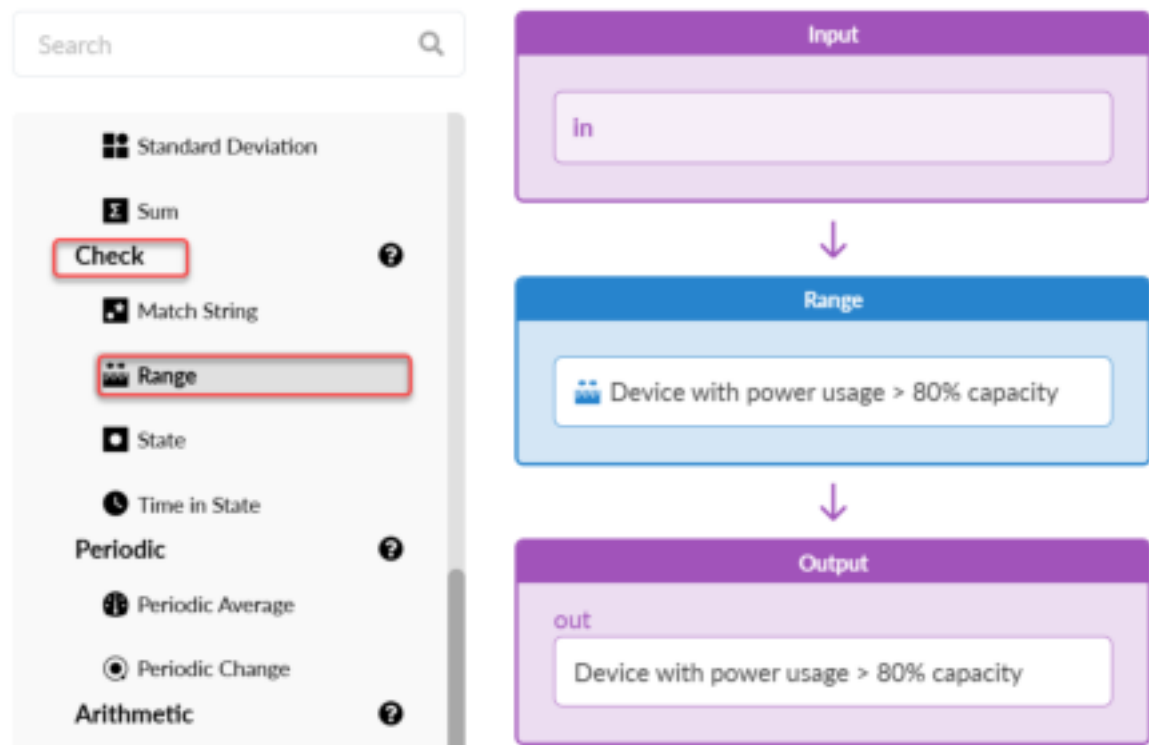 Search
Standard Deviation
Sum
Check
Match String
Range
State
Time in State
Periodic
Periodic Average
Periodic Change
Arithmetic
Input
in
Range
Device with power usage > 80% capacity
Output
out
Device with power usage > 80% capacity